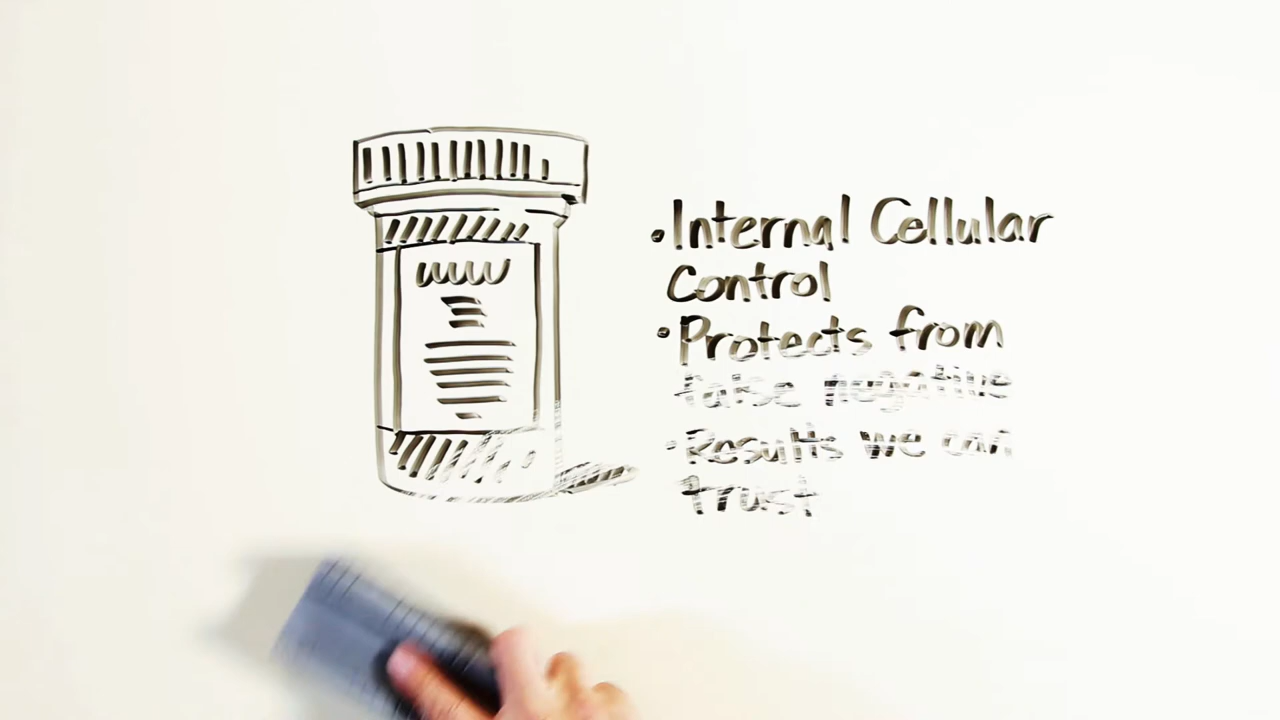 •Internal Cellular
Control
•Protects from
false negative
•Results we can
trust